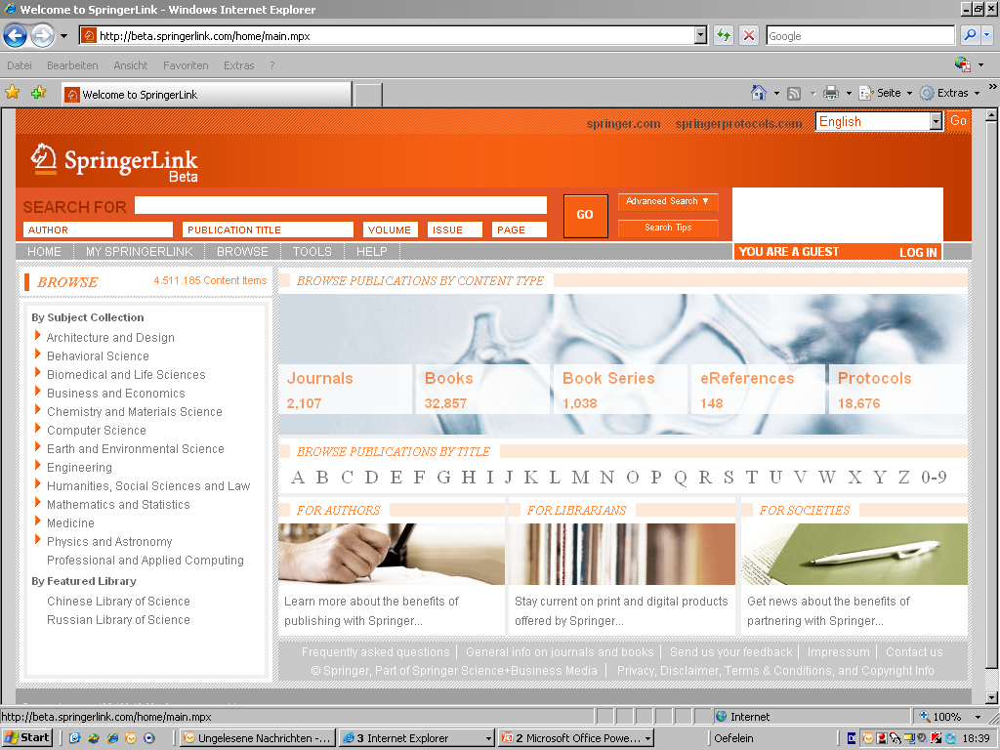 Welcome to SpringerLink - Windows Internet Explorer
http://beta.springerlink.com/home/main.mpx
Google
Datei Bearbeiten Ansicht Favoriten Extras ?
Welcome to SpringerLink
Seite Extras
springer.com springerprotocols.com English Go
SpringerLink
Beta
SEARCH FOR
GO
Advanced Search ▼
AUTHOR PUBLICATION TITLE VOLUME ISSUE PAGE
Search Tips
HOME MY SPRINGERLINK BROWSE TOOLS HELP
YOU ARE A GUEST LOG IN
BROWSE 4.511.185 Content Items
By Subject Collection
Architecture and Design
Behavioral Science
Biomedical and Life Sciences
Business and Economics
Chemistry and Materials Science
Computer Science
Earth and Environmental Science
Engineering
Humanities, Social Sciences and Law
Mathematics and Statistics
Medicine
Physics and Astronomy
Professional and Applied Computing
By Featured Library
Chinese Library of Science
Russian Library of Science
BROWSE PUBLICATIONS BY CONTENT TYPE
Journals Books Book Series eReferences Protocols
2,107 32,857 1,038 148 18,676
BROWSE PUBLICATIONS BY TITLE
A B C D E F G H I J K L M N O P Q R S T U V W X Y Z 0-9
FOR AUTHORS
Learn more about the benefits of
publishing with Springer...
FOR LIBRARIANS
Stay current on print and digital products
offered by Springer...
FOR SOCIETIES
Get news about the benefits of
partnering with Springer...
Frequently asked questions | General info on journals and books | Send us your feedback | Impressum | Contact us
© Springer, Part of Springer Science+Business Media | Privacy, Disclaimer, Terms & Conditions, and Copyright Info
http://beta.springerlink.com/home/main.mpx Internet 100%
Start Ungelesene Nachrichten -... 3 Internet Explorer 2 Microsoft Office Powe... Oefelein 18:39